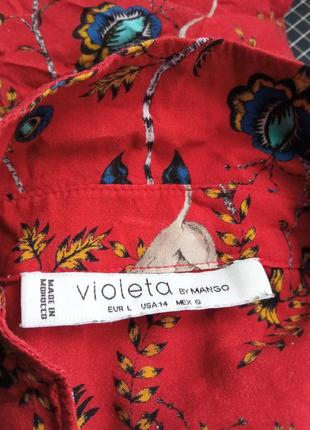 MADE IN
MOROCCO
violeta BY MANGO
EUR L USA 14 MEX G